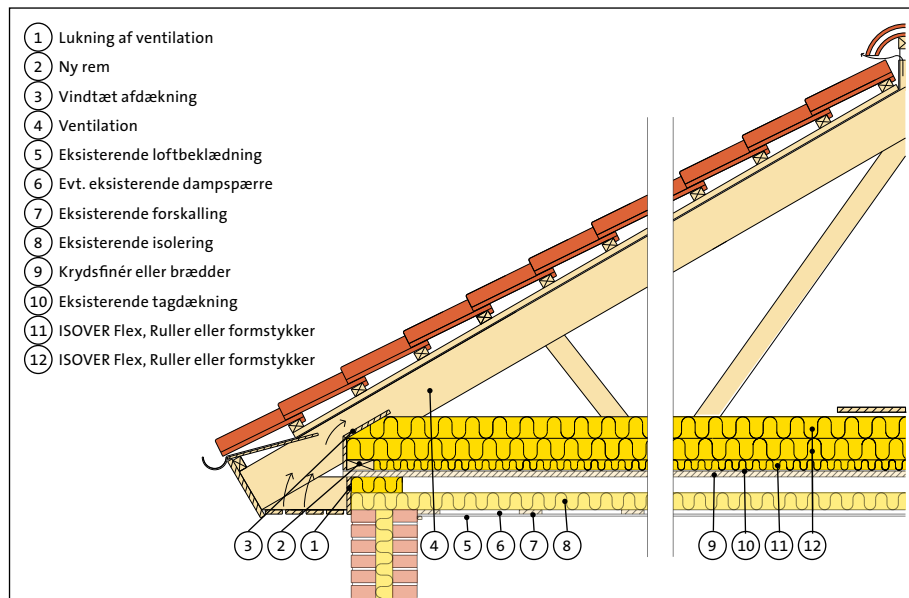 1 Lukning af ventilation
2 Ny rem
3 Vindtæt afdækning
4 Ventilation
5 Eksisterende loftbeklædning
6 Evt. eksisterende dampspærre
7 Eksisterende forskalling
8 Eksisterende isolering
9 Krydsfinér eller brædder
10 Eksisterende tagdækning
11 ISOVER Flex, Ruller eller formstykker
12 ISOVER Flex, Ruller eller formstykker
3 2 1 4 5 6 7 8 9 10 11 12